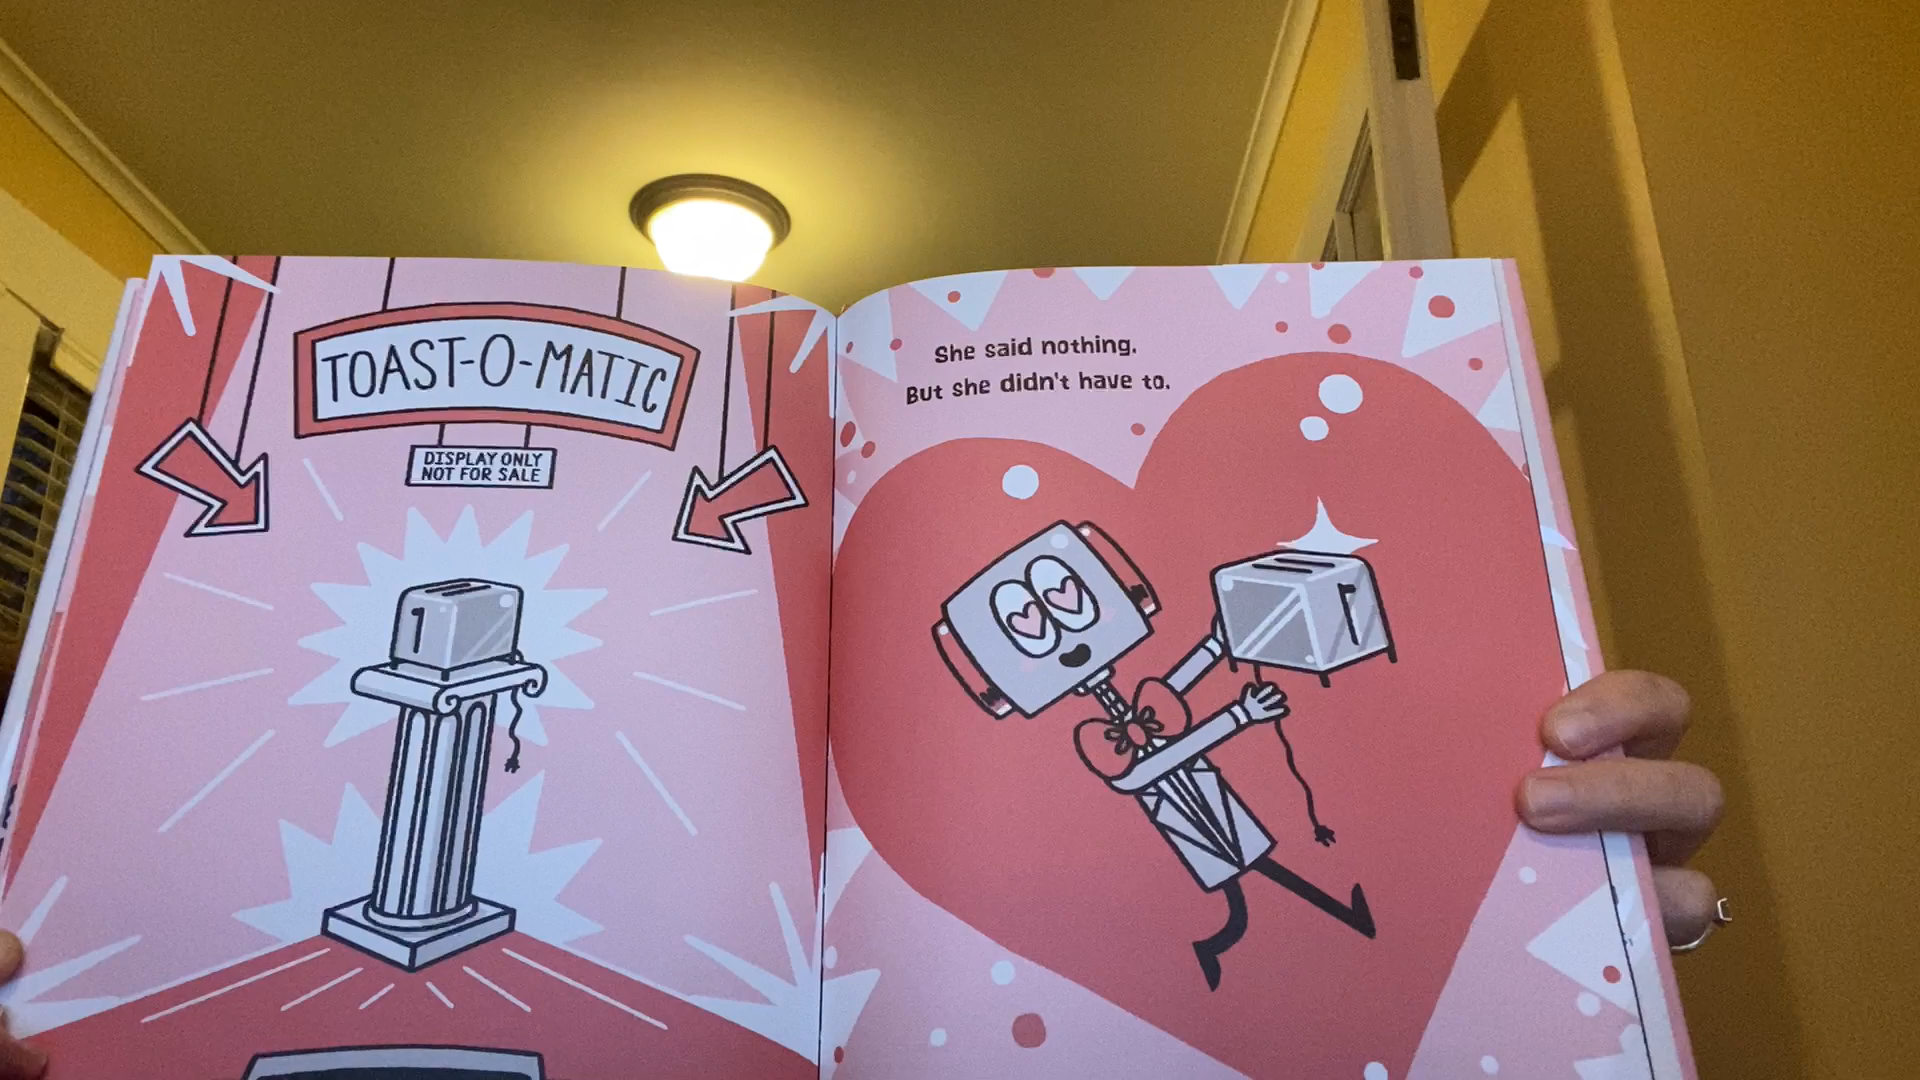 TOAST-O-MATIC
DISPLAY ONLY
NOT FOR SALE
She said nothing.
But she didn't have to.